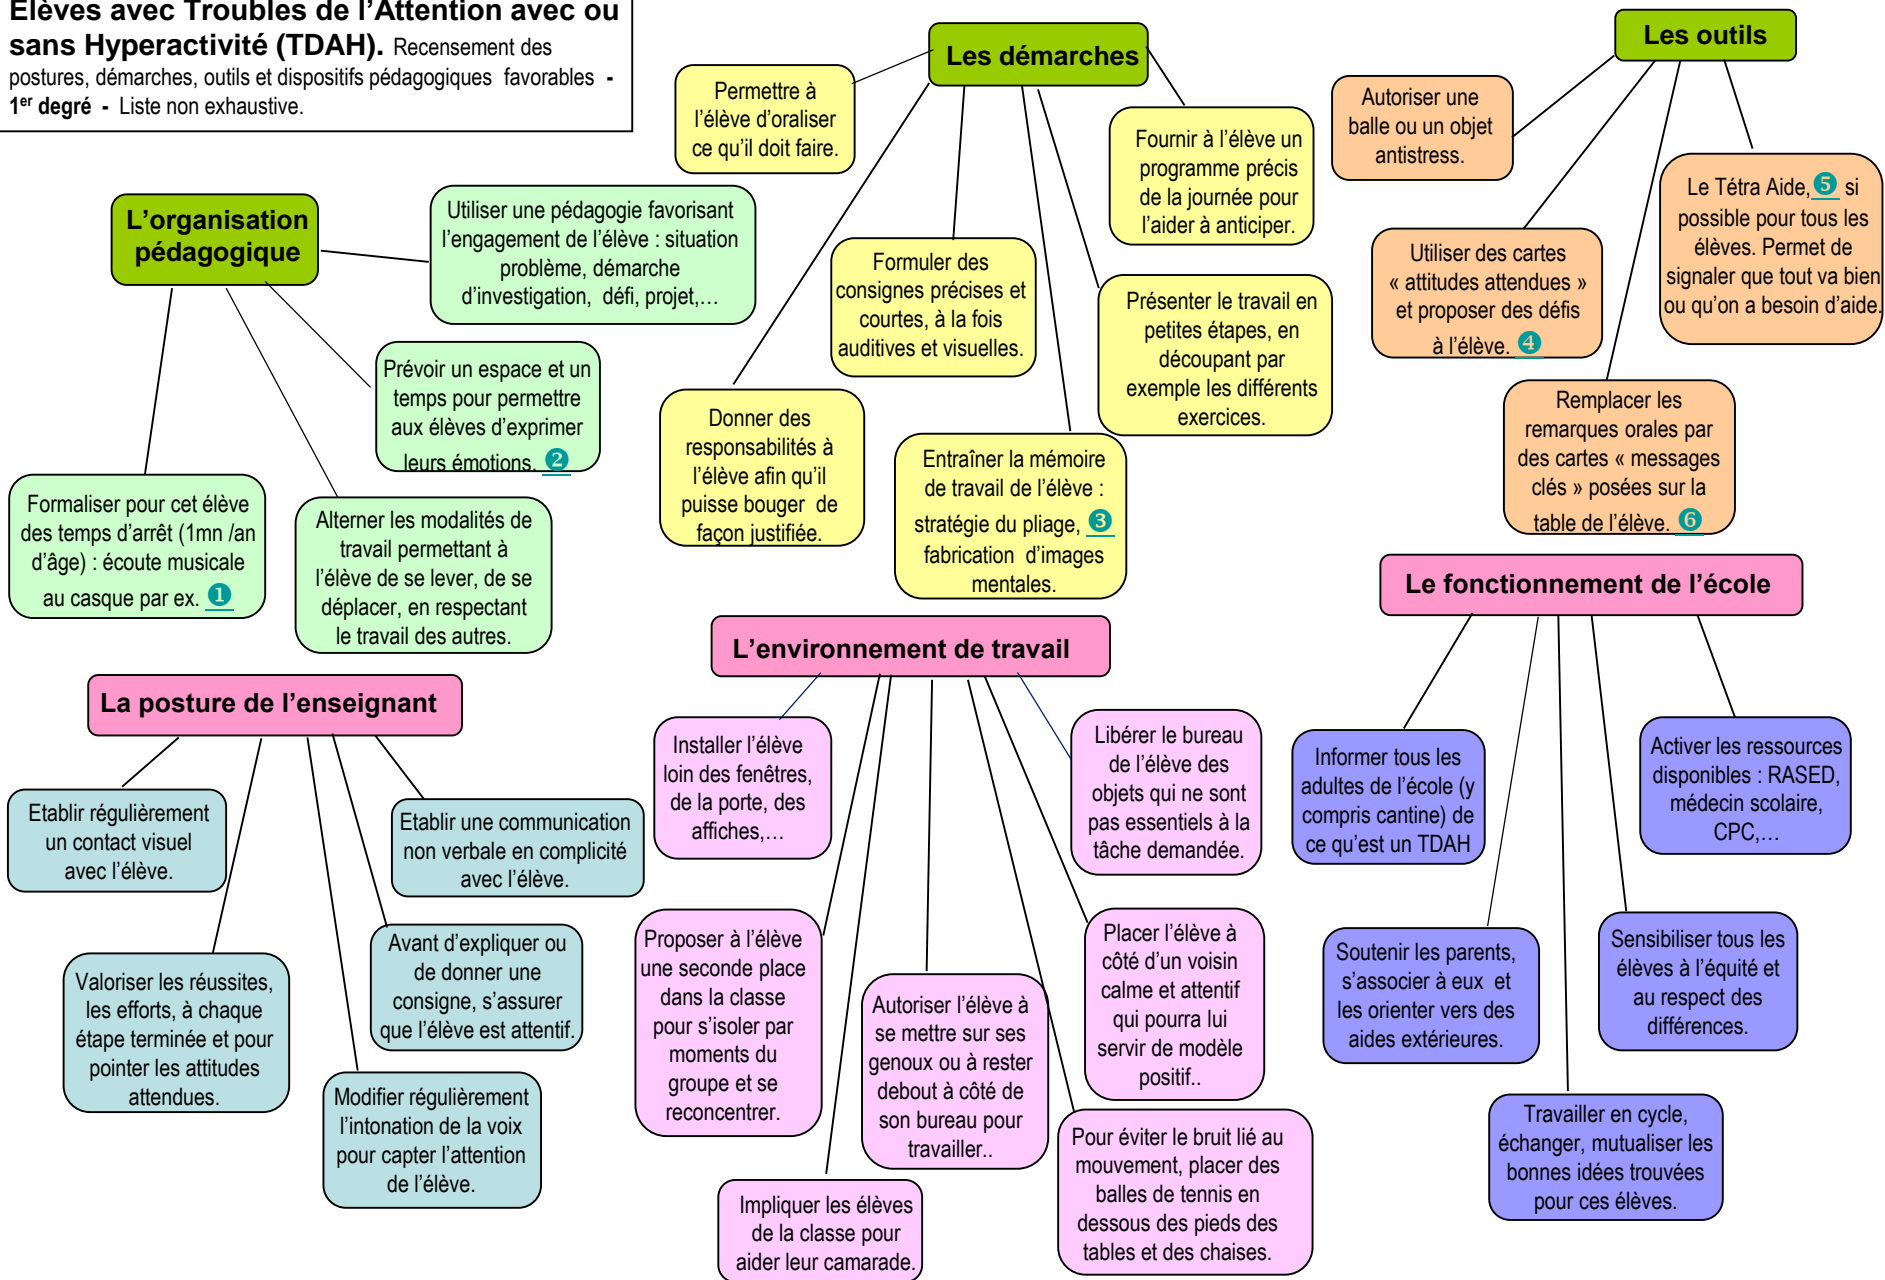 Elèves avec Troubles de l'Attention avec ou
sans Hyperactivité (TDAH). Recensement des
postures, démarches, outils et dispositifs pédagogiques favorables -
1er degré - Liste non exhaustive.
Les démarches
Permettre à
l'élève d'oraliser
ce qu'il doit faire.
Fournir à l'élève un
programme précis
de la journée pour
l'aider à anticiper.
Formuler des
consignes précises et
courtes, à la fois
auditives et visuelles.
Présenter le travail en
petites étapes, en
découpant par
exemple les différents
exercices.
Donner des
responsabilités à
l'élève afin qu'il
puisse bouger de
façon justifiée.
Entraîner la mémoire
de travail de l'élève :
stratégie du pliage, ❸
fabrication d'images
mentales.
Les outils
Autoriser une
balle ou un objet
antistress.
Le Tétra Aide, ❺ si
possible pour tous les
élèves. Permet de
signaler que tout va bien
ou qu'on a besoin d'aide.
Utiliser des cartes
« attitudes attendues »
et proposer des défis
à l'élève. ❹
Remplacer les
remarques orales par
des cartes « messages
clés » posées sur la
table de l'élève. ❻
L'organisation
pédagogique
Utiliser une pédagogie favorisant
l'engagement de l'élève : situation
problème, démarche
d'investigation, défi, projet,…
Prévoir un espace et un
temps pour permettre
aux élèves d'exprimer
leurs émotions. ❷
Formaliser pour cet élève
des temps d'arrêt (1mn /an
d'âge) : écoute musicale
au casque par ex. ❶
Alterner les modalités de
travail permettant à
l'élève de se lever, de se
déplacer, en respectant
le travail des autres.
La posture de l'enseignant
Etablir régulièrement
un contact visuel
avec l'élève.
Etablir une communication
non verbale en complicité
avec l'élève.
Avant d'expliquer ou
de donner une
consigne, s'assurer
que l'élève est attentif.
Valoriser les réussites,
les efforts, à chaque
étape terminée et pour
pointer les attitudes
attendues.
Modifier régulièrement
l'intonation de la voix
pour capter l'attention
de l'élève.
L'environnement de travail
Installer l'élève
loin des fenêtres,
de la porte, des
affiches,…
Libérer le bureau
de l'élève des
objets qui ne sont
pas essentiels à la
tâche demandée.
Proposer à l'élève
une seconde place
dans la classe
pour s'isoler par
moments du
groupe et se
reconcentrer.
Autoriser l'élève à
se mettre sur ses
genoux ou à rester
debout à côté de
son bureau pour
travailler..
Placer l'élève à
côté d'un voisin
calme et attentif
qui pourra lui
servir de modèle
positif..
Impliquer les élèves
de la classe pour
aider leur camarade.
Pour éviter le bruit lié au
mouvement, placer des
balles de tennis en
dessous des pieds des
tables et des chaises.
Le fonctionnement de l'école
Informer tous les
adultes de l'école (y
compris cantine) de
ce qu'est un TDAH
Activer les ressources
disponibles : RASED,
médecin scolaire,
CPC,…
Soutenir les parents,
s'associer à eux et
les orienter vers des
aides extérieures.
Sensibiliser tous les
élèves à l'équité et
au respect des
différences.
Travailler en cycle,
échanger, mutualiser les
bonnes idées trouvées
pour ces élèves.